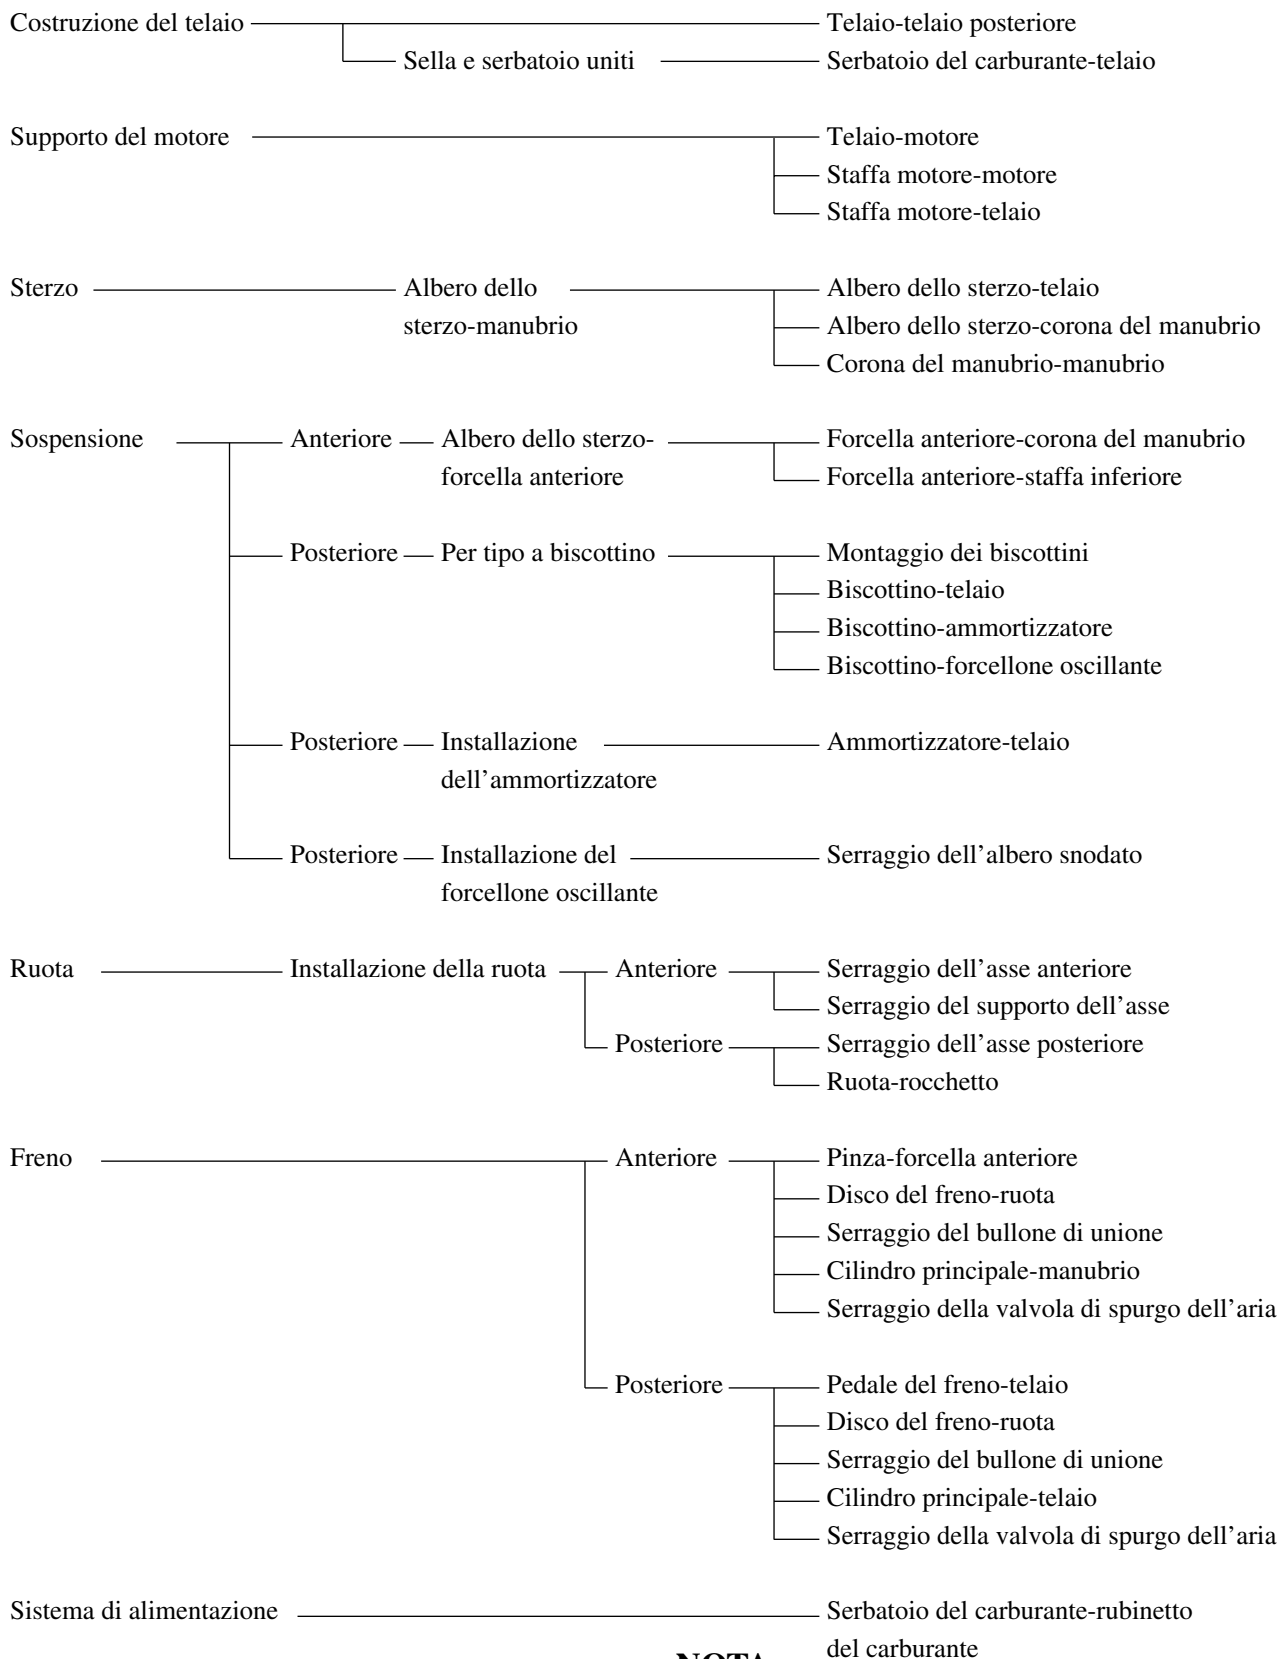 Costruzione del telaio Telaio-telaio posteriore
Sella e serbatoio uniti Serbatoio del carburante-telaio
Supporto del motore Telaio-motore
Staffa motore-motore
Staffa motore-telaio
Sterzo Albero dello Albero dello sterzo-telaio
sterzo-manubrio Albero dello sterzo-corona del manubrio
Corona del manubrio-manubrio
Sospensione Anteriore Albero dello sterzo- Forcella anteriore-corona del manubrio
forcella anteriore Forcella anteriore-staffa inferiore
Posteriore Per tipo a biscottino Montaggio dei biscottini
Biscottino-telaio
Biscottino-ammortizzatore
Biscottino-forcellone oscillante
Posteriore Installazione Ammortizzatore-telaio
dell’ammortizzatore
Posteriore Installazione del Serraggio dell’albero snodato
forcellone oscillante
Ruota Installazione della ruota Anteriore Serraggio dell’asse anteriore
Serraggio del supporto dell’asse
Posteriore Serraggio dell’asse posteriore
Ruota-rocchetto
Freno Anteriore Pinza-forcella anteriore
Disco del freno-ruota
Serraggio del bullone di unione
Cilindro principale-manubrio
Serraggio della valvola di spurgo dell’aria
Posteriore Pedale del freno-telaio
Disco del freno-ruota
Serraggio del bullone di unione
Cilindro principale-telaio
Serraggio della valvola di spurgo dell’aria
Sistema di alimentazione Serbatoio del carburante-rubinetto
del carburante
NOTA